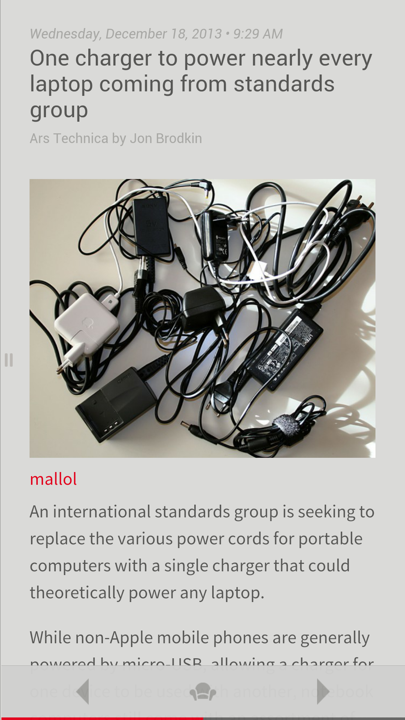 Wednesday, December 18, 2013 • 9:29 AM
One charger to power nearly every
laptop coming from standards
group
Ars Technica by Jon Brodkin
mallol
An international standards group is seeking to
replace the various power cords for portable
computers with a single charger that could
theoretically power any laptop.
While non-Apple mobile phones are generally
powered by micro-USB, allowing a charger for
another, notebook